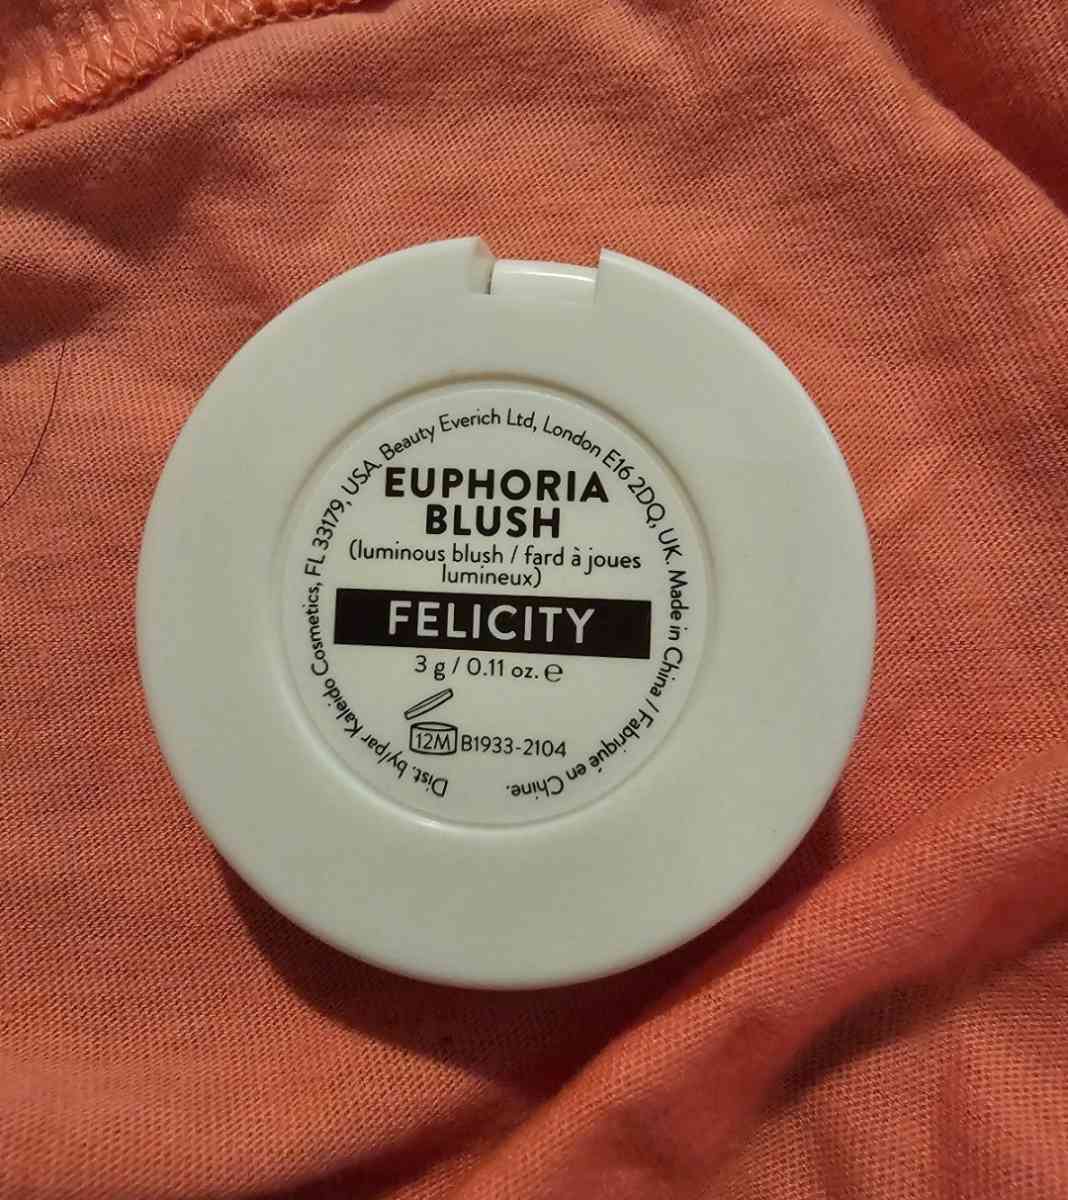 EUPHORIA
BLUSH
(luminous blush / fard à joues
lumineux)
FELICITY
3 g / 0.11 oz. ℮
12M B1933-2104
Dist. by/par Kaleido Cosmetics, FL 33179, USA. Beauty Everich Ltd, London E16 2DQ, UK. Made in China / Fabriqué en Chine.